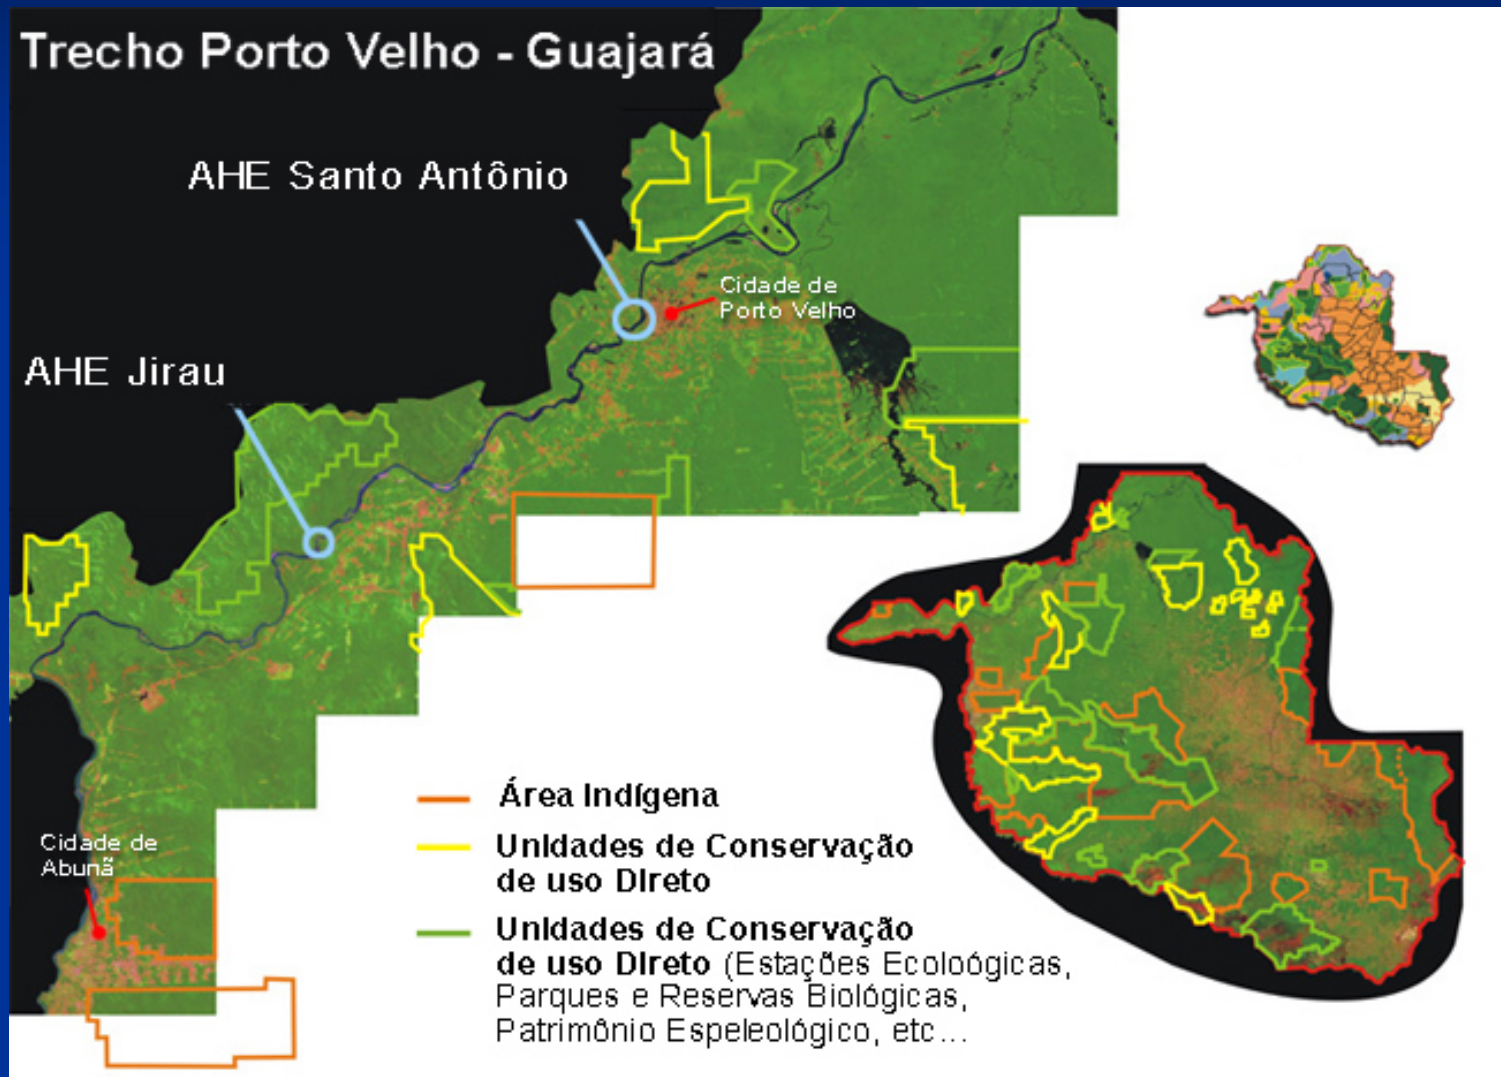 Trecho Porto Velho - Guajará
AHE Santo Antônio
Cidade de
Porto Velho
AHE Jirau
Cidade de
Abunã
Área Indígena
Unidades de Conservação
de uso Direto
Unidades de Conservação
de uso Direto (Estações Ecoloógicas,
Parques e Reservas Biológicas,
Patrimônio Espeleológico, etc...